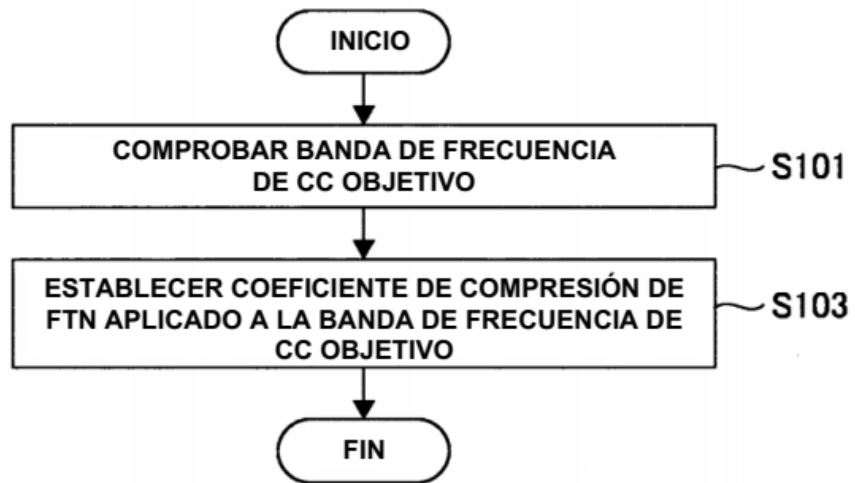 INICIO
COMPROBAR BANDA DE FRECUENCIA
DE CC OBJETIVO
S101
ESTABLECER COEFICIENTE DE COMPRESIÓN DE
FTN APLICADO A LA BANDA DE FRECUENCIA DE
CC OBJETIVO
S103
FIN